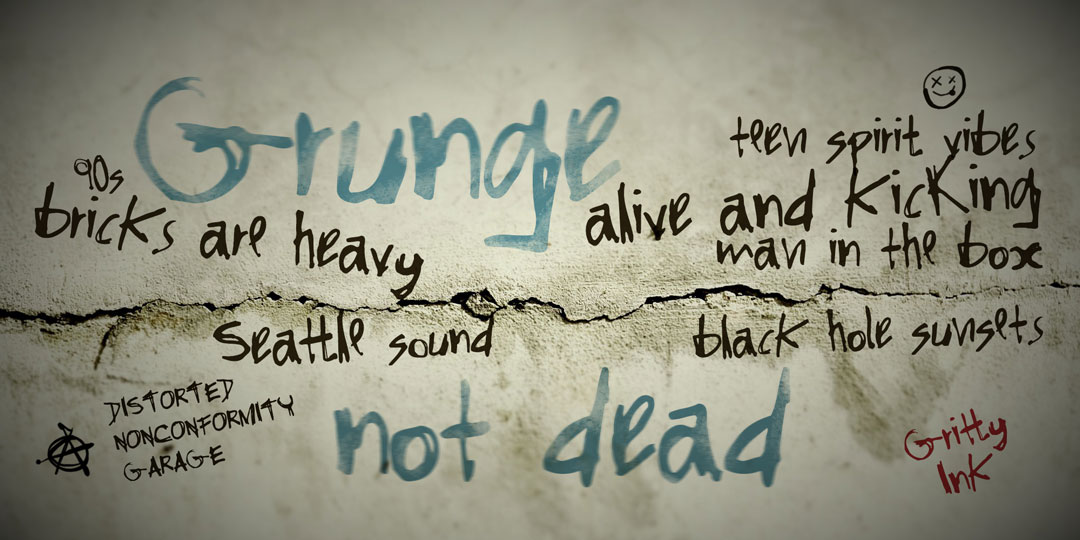 Grunge
teen spirit vibes
90s
bricks are heavy
alive and kicking
man in the box
Seattle sound
black hole sunsets
not dead
DISTORTED
NONCONFORMITY
GARAGE
Gritty
Ink